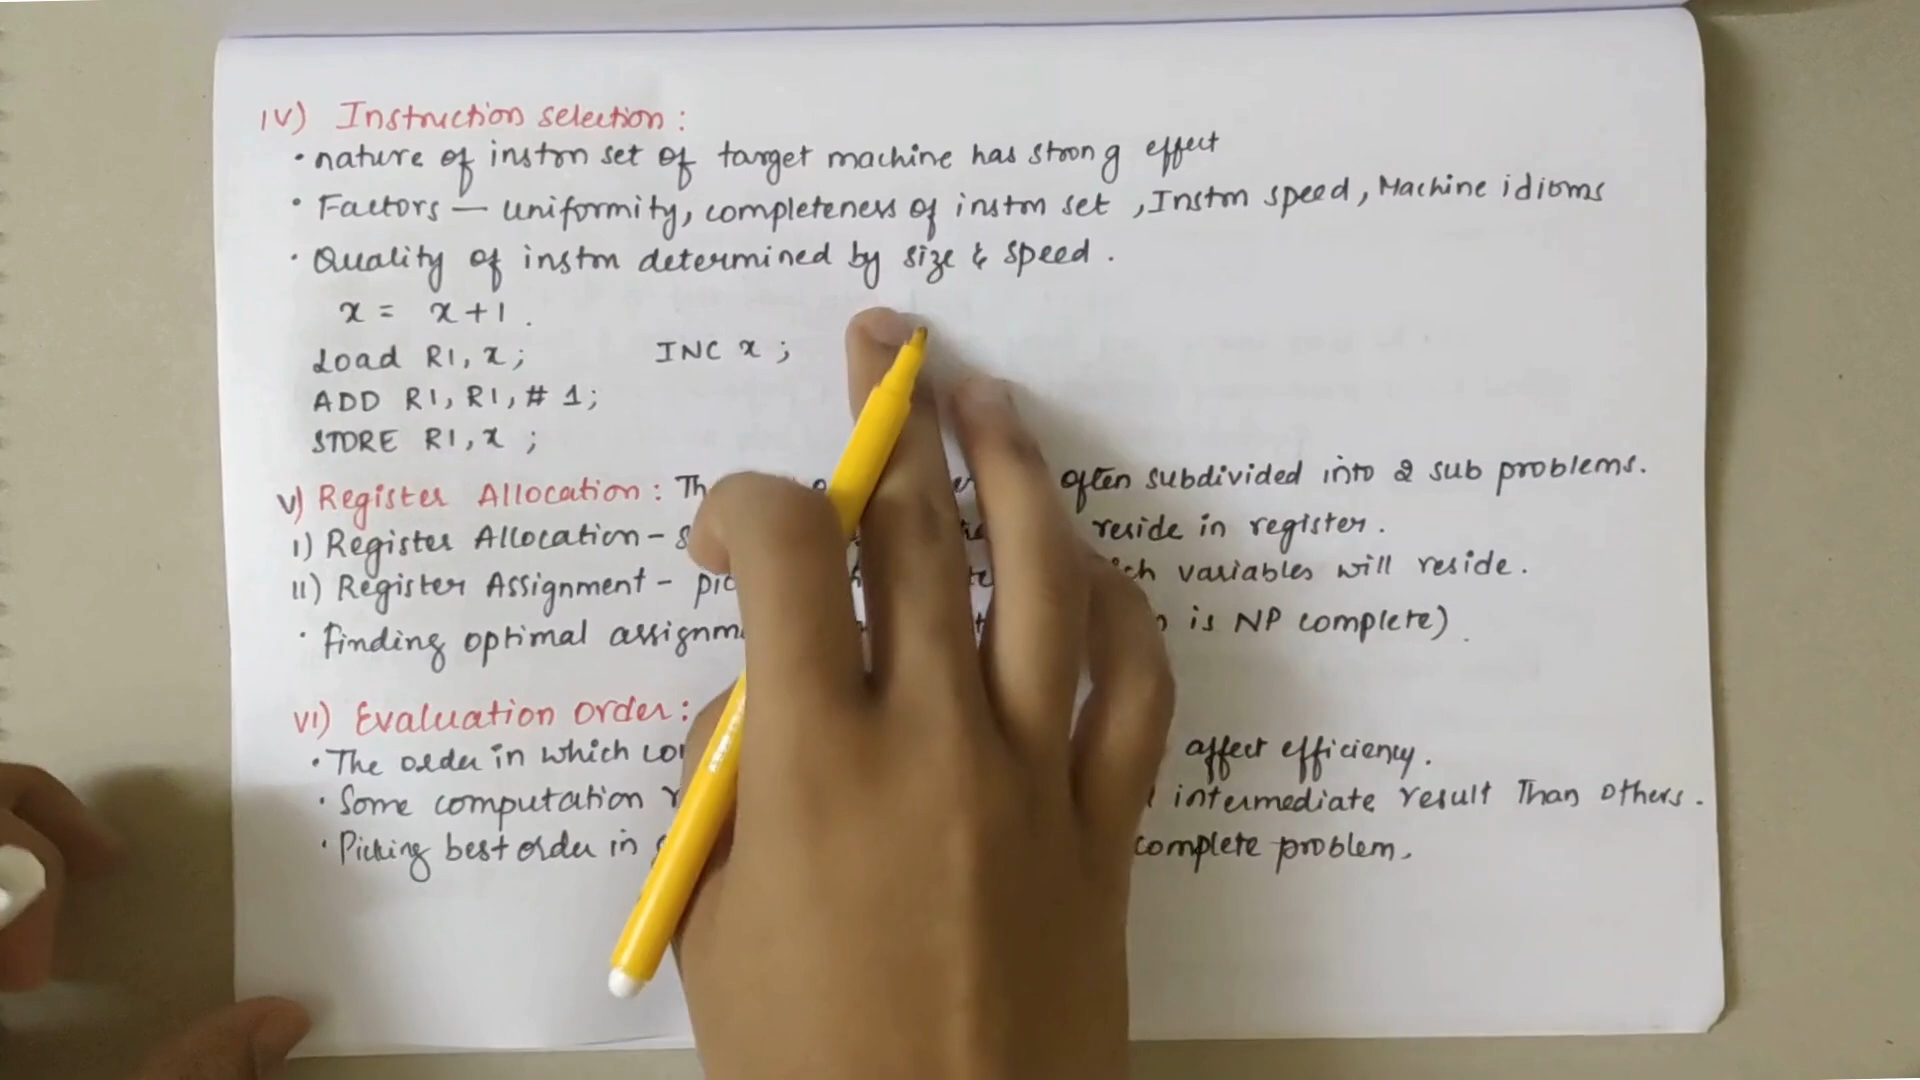 IV) Instruction selection :
• nature of instrn set of target machine has strong effect
• Factors — uniformity, completeness of instrn set , Instrn speed, Machine idioms
• Quality of instrn determined by size & speed .
x = x+1 .
Load R1, x ; INC x ;
ADD R1, R1, # 1 ;
STORE R1, x ;
V) Register Allocation : often subdivided into 2 sub problems.
I) Register Allocation - reside in register .
II) Register Assignment - variables will reside .
• Finding optimal is NP complete) .
VI) Evaluation Order :
• The order in which affect efficiency .
• Some computation intermediate result Than others .
• Picking best order in complete problem .